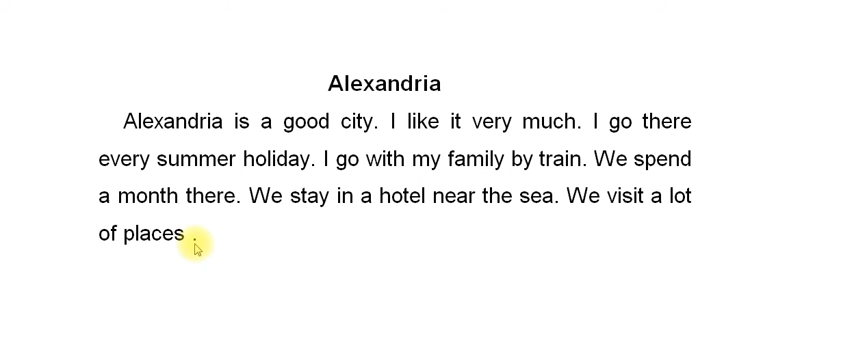 Alexandria
Alexandria is a good city. I like it very much. I go there
every summer holiday. I go with my family by train. We spend
a month there. We stay in a hotel near the sea. We visit a lot
of places .